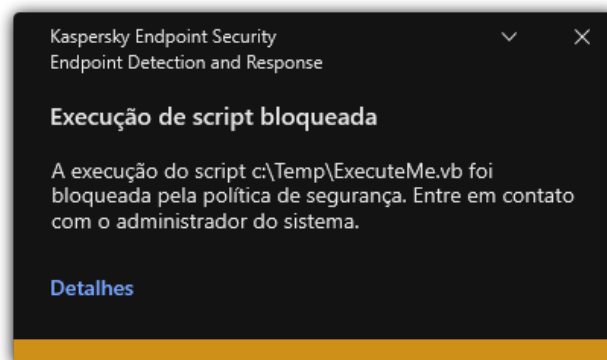 Kaspersky Endpoint Security
Endpoint Detection and Response
Execução de script bloqueada
A execução do script c:\Temp\ExecuteMe.vb foi
bloqueada pela política de segurança. Entre em contato
com o administrador do sistema.
Detalhes